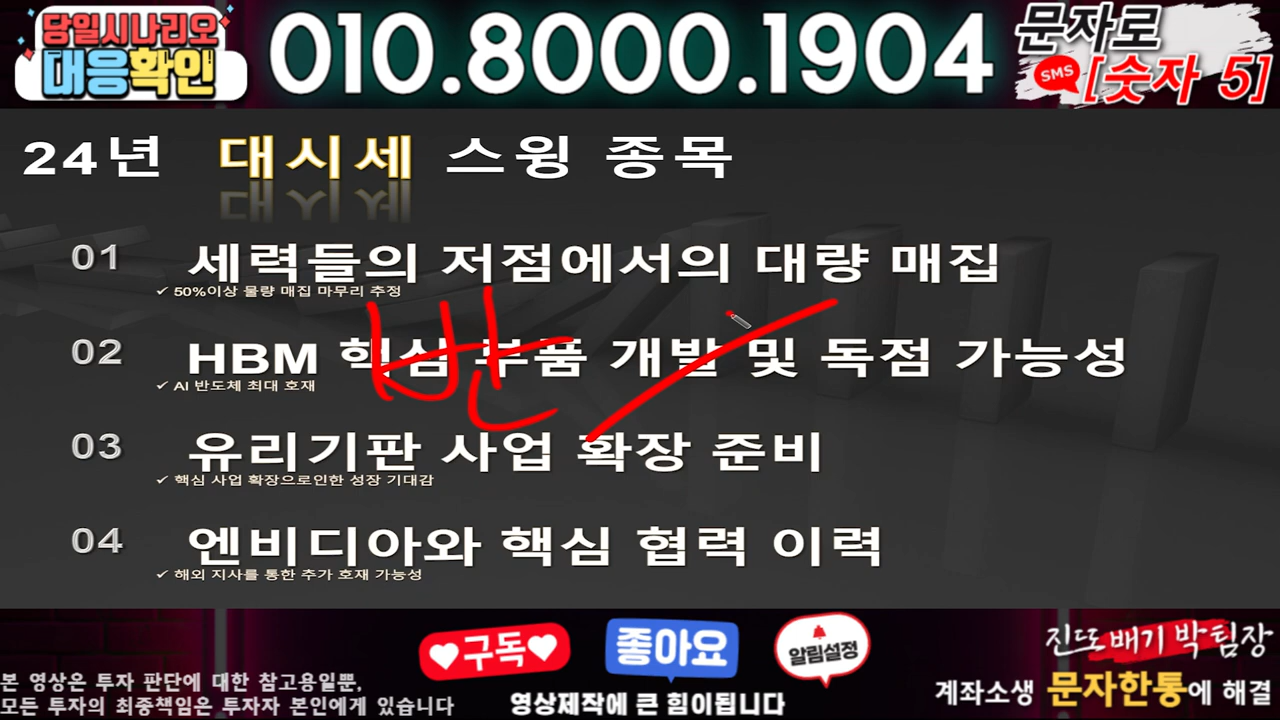 당일시나리오
대응확인
010.8000.1904
문자로
SMS [숫자 5]
24년 대시세 스윙 종목
01 세력들의 저점에서의 대량 매집
✓ 50%이상 물량 매집 마무리 추정
반
02 HBM 핵심 부품 개발 및 독점 가능성
✓ AI 반도체 최대 호재
03 유리기판 사업 확장 준비
✓ 핵심 사업 확장으로인한 성장 기대감
04 엔비디아와 핵심 협력 이력
✓ 해외 지사를 통한 추가 호재 가능성
구독
좋아요
알림설정
영상제작에 큰 힘이됩니다
본 영상은 투자 판단에 대한 참고용일뿐,
모든 투자의 최종책임은 투자자 본인에게 있습니다
진또배기 박팀장
계좌소생 문자한통에 해결